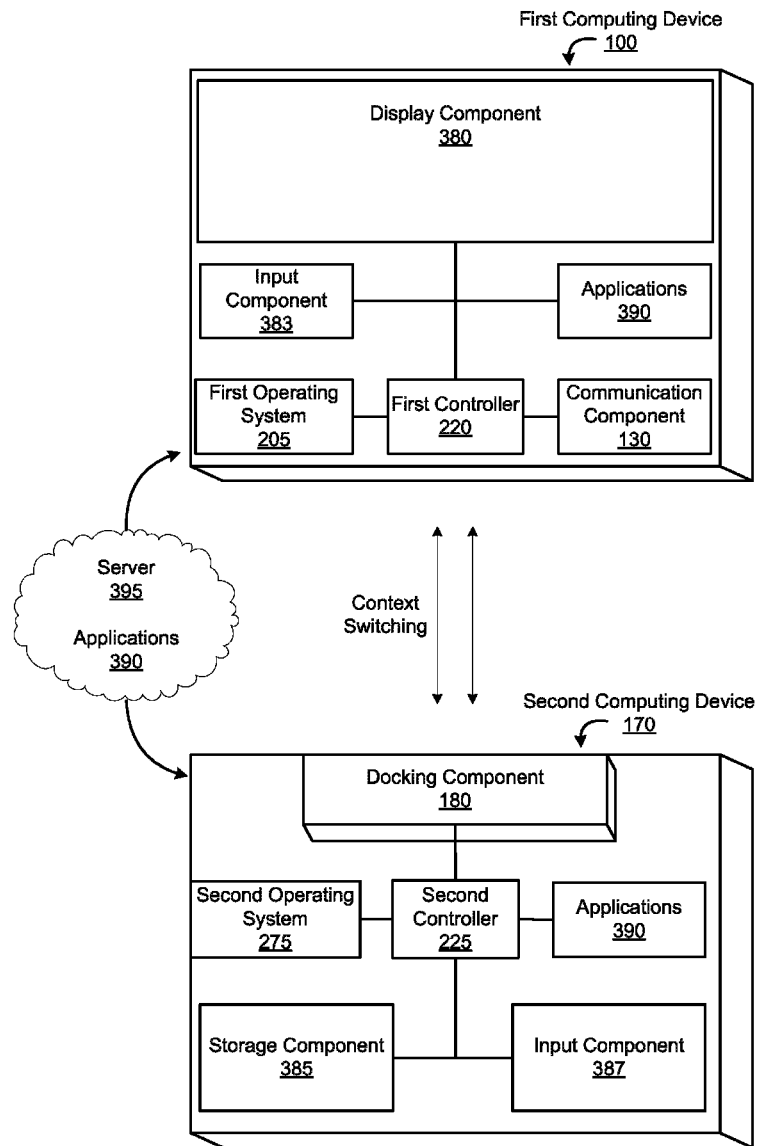 First Computing Device
100
Display Component
380
Input
Component
383
Applications
390
First Operating
System
205
First Controller
220
Communication
Component
130
Server
395
Applications
390
Context
Switching
Second Computing Device
170
Docking Component
180
Second Operating
System
275
Second
Controller
225
Applications
390
Storage Component
385
Input Component
387